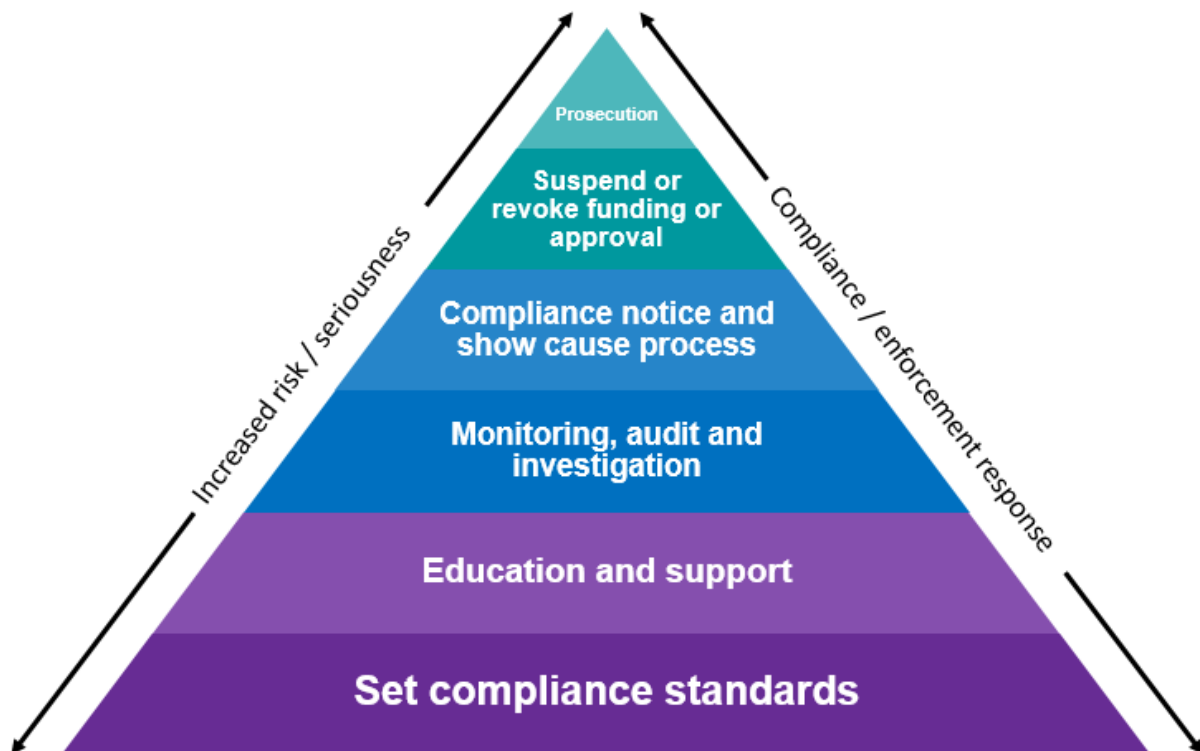 Prosecution
Suspend or
revoke funding or
approval
Compliance notice and
show cause process
Monitoring, audit and
investigation
Education and support
Set compliance standards
Increased risk / seriousness
Compliance / enforcement response